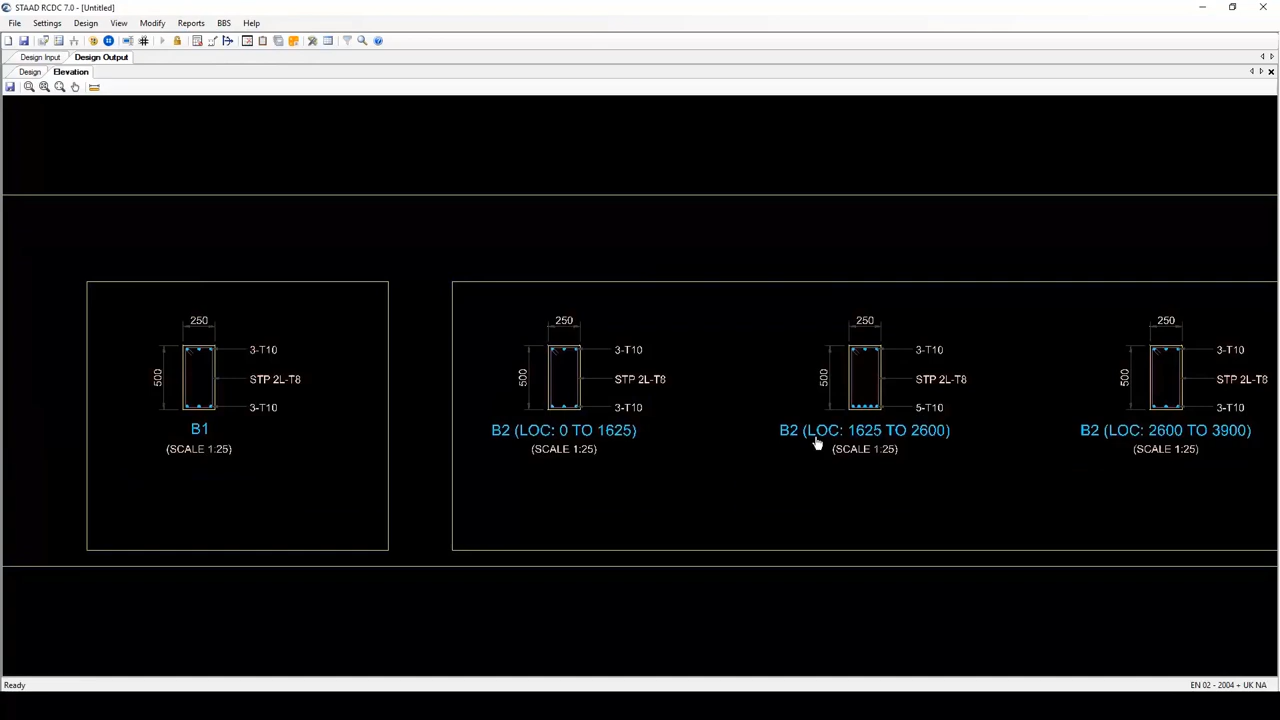 STAAD RCDC 7.0 - [Untitled]
File Settings Design View Modify Reports BBS Help
Design Input Design Output
Design Elevation
250
500
3-T10
STP 2L-T8
3-T10
B1
(SCALE 1:25)
250
500
3-T10
STP 2L-T8
3-T10
B2 (LOC: 0 TO 1625)
(SCALE 1:25)
250
500
3-T10
STP 2L-T8
5-T10
B2 (LOC: 1625 TO 2600)
(SCALE 1:25)
250
500
3-T10
STP 2L-T8
3-T10
B2 (LOC: 2600 TO 3900)
(SCALE 1:25)
Ready
EN 02 - 2004 + UK NA